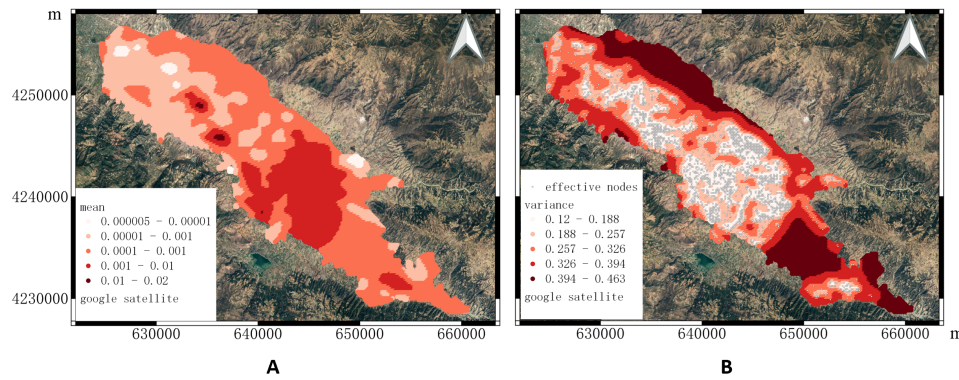 m
4250000
4240000
4230000
mean
0.000005 - 0.00001
0.00001 - 0.001
0.0001 - 0.001
0.001 - 0.01
0.01 - 0.02
google satellite
630000 640000 650000 660000
A
effective nodes
variance
0.12 - 0.188
0.188 - 0.257
0.257 - 0.326
0.326 - 0.394
0.394 - 0.463
google satellite
630000 640000 650000 660000 m
B